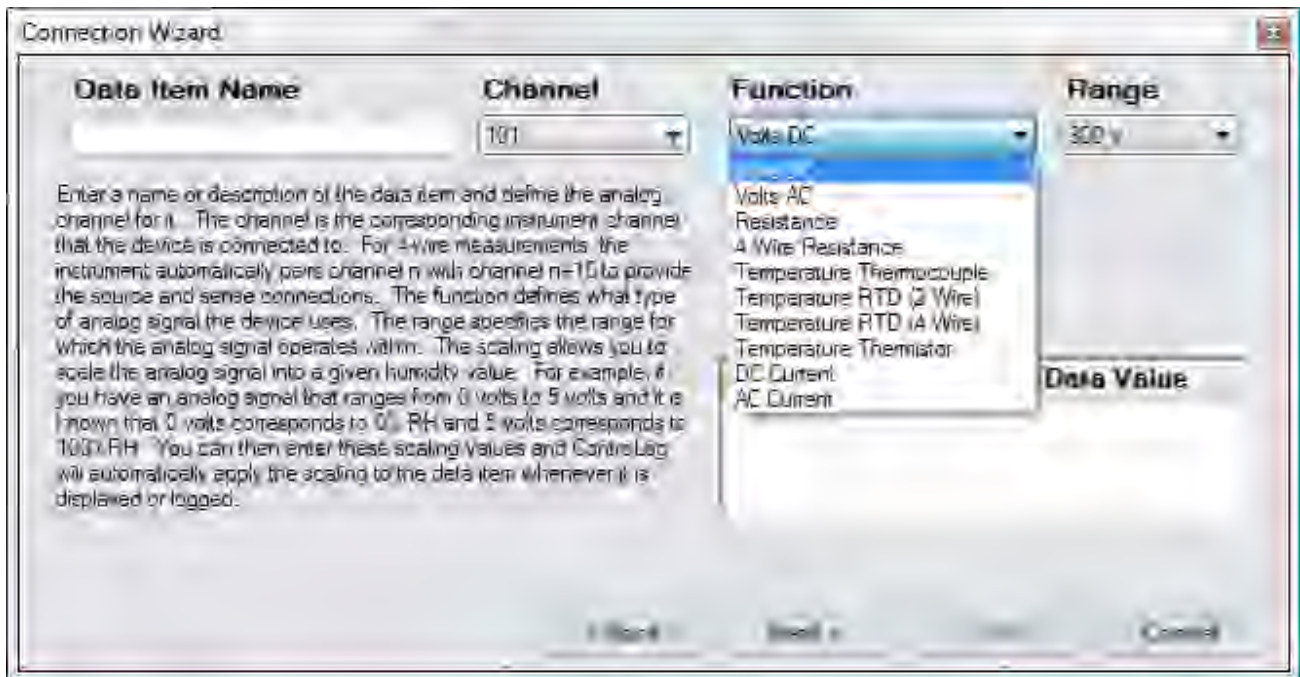 Connection Wizard
Data Item Name Channel Function Range
101 Volts DC 300 v
Volts AC
Resistance
4 Wire Resistance
Temperature Thermocouple
Temperature RTD (2 Wire)
Temperature RTD (4 Wire)
Temperature Thermistor
DC Current
AC Current
Enter a name or description of the data item and define the analog
channel for it. The channel is the corresponding instrument channel
that the device is connected to. For 4-wire measurements, the
instrument automatically pairs channel n with channel n+10 to provide
the source and sense connections. The function defines what type
of analog signal the device uses. The range specifies the range for
which the analog signal operates within. The scaling allows you to
scale the analog signal into a given humidity value. For example, if
you have an analog signal that ranges from 0 volts to 5 volts and it is
known that 0 volts corresponds to RH and 5 volts corresponds to
RH. You can then enter these scaling values and ControLog
will automatically apply the scaling to the data item whenever it is
displayed or logged.
Data Value
< Back Next > Cancel